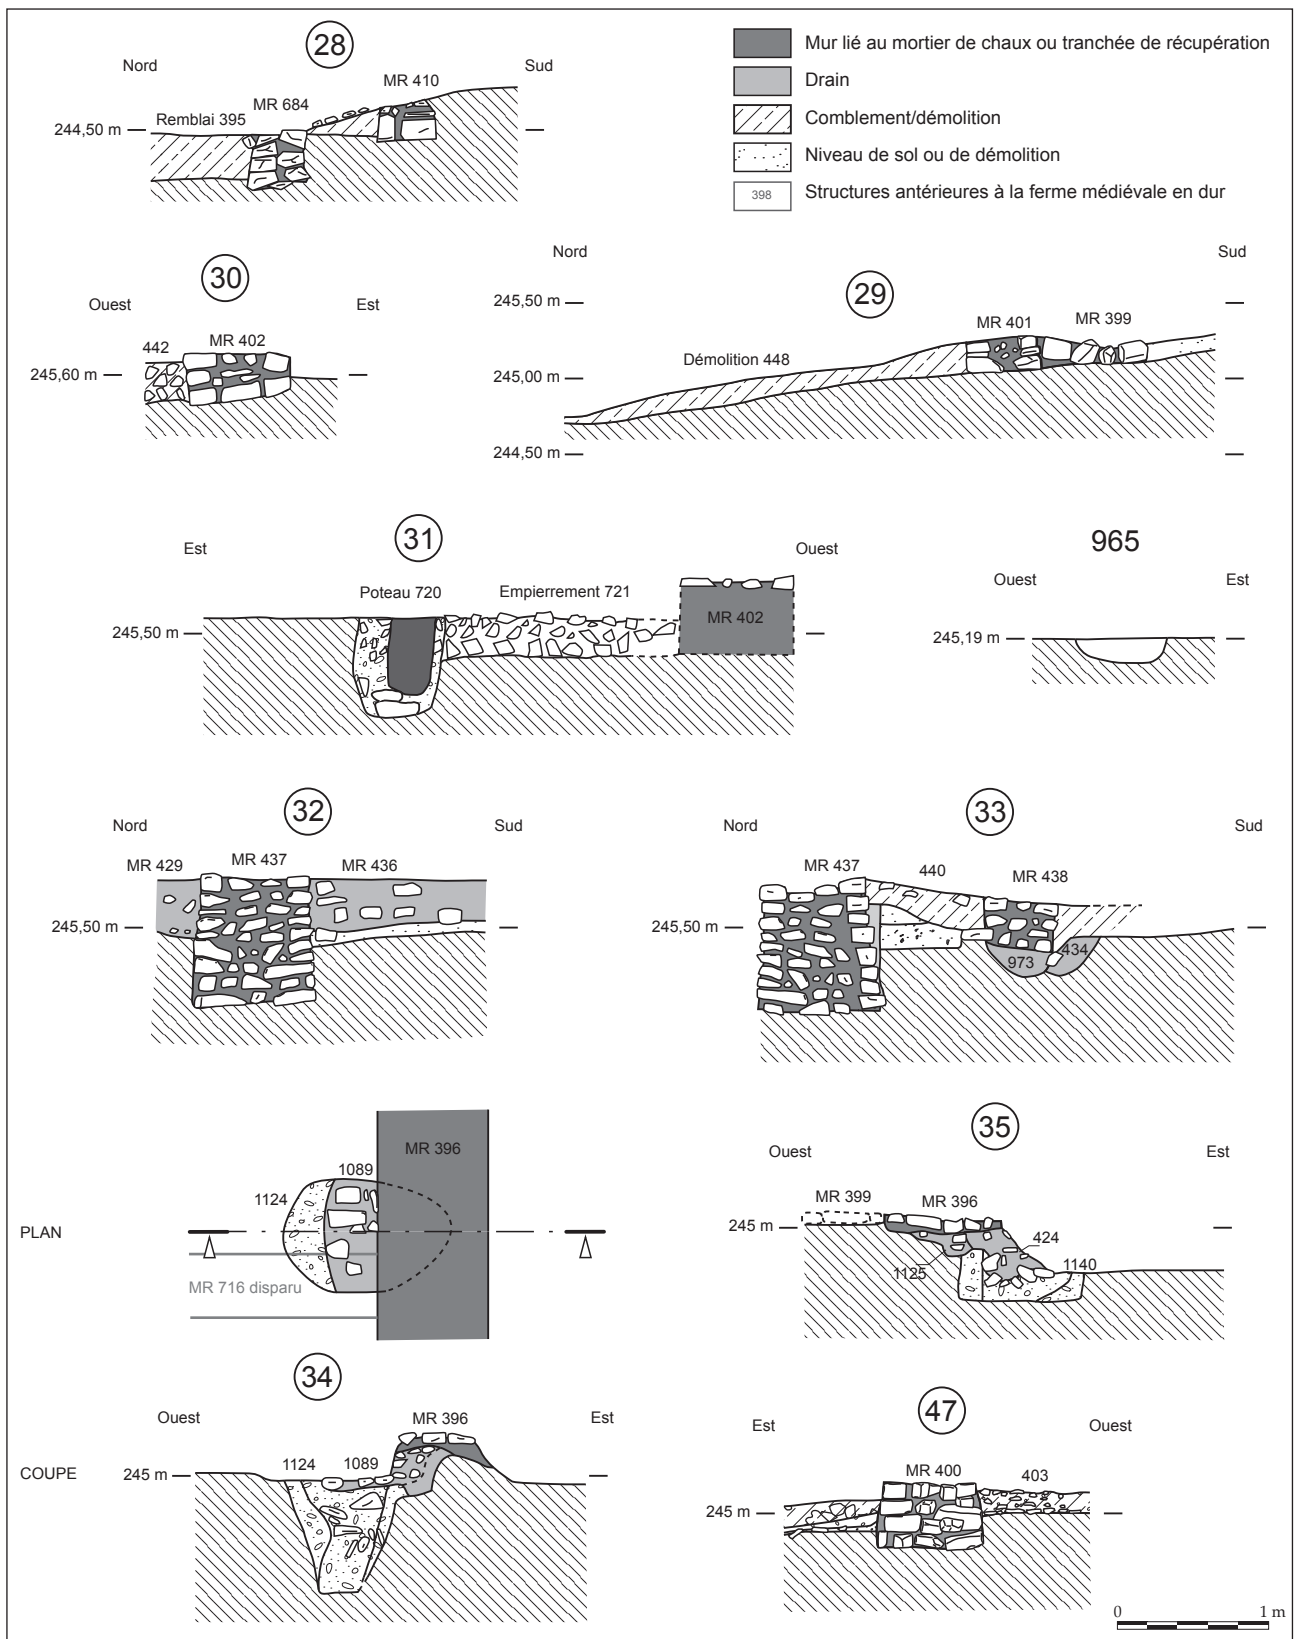 28
Nord
Sud
MR 410
MR 684
Remblai 395
244,50 m
Mur lié au mortier de chaux ou tranchée de récupération
Drain
Comblement/démolition
Niveau de sol ou de démolition
398
Structures antérieures à la ferme médiévale en dur
30
Ouest
Est
442
MR 402
245,60 m
Nord
Sud
29
245,50 m
MR 401
MR 399
Démolition 448
245,00 m
244,50 m
31
Est
Ouest
Poteau 720
Empierrement 721
MR 402
245,50 m
965
Ouest
Est
245,19 m
32
Nord
Sud
MR 429
MR 437
MR 436
245,50 m
33
Nord
Sud
MR 437
440
MR 438
245,50 m
434
973
MR 396
1089
1124
PLAN
MR 716 disparu
35
Ouest
Est
MR 399
MR 396
245 m
424
1125
1140
34
Ouest
Est
MR 396
1124
1089
COUPE
245 m
47
Est
Ouest
MR 400
403
245 m
0
1 m